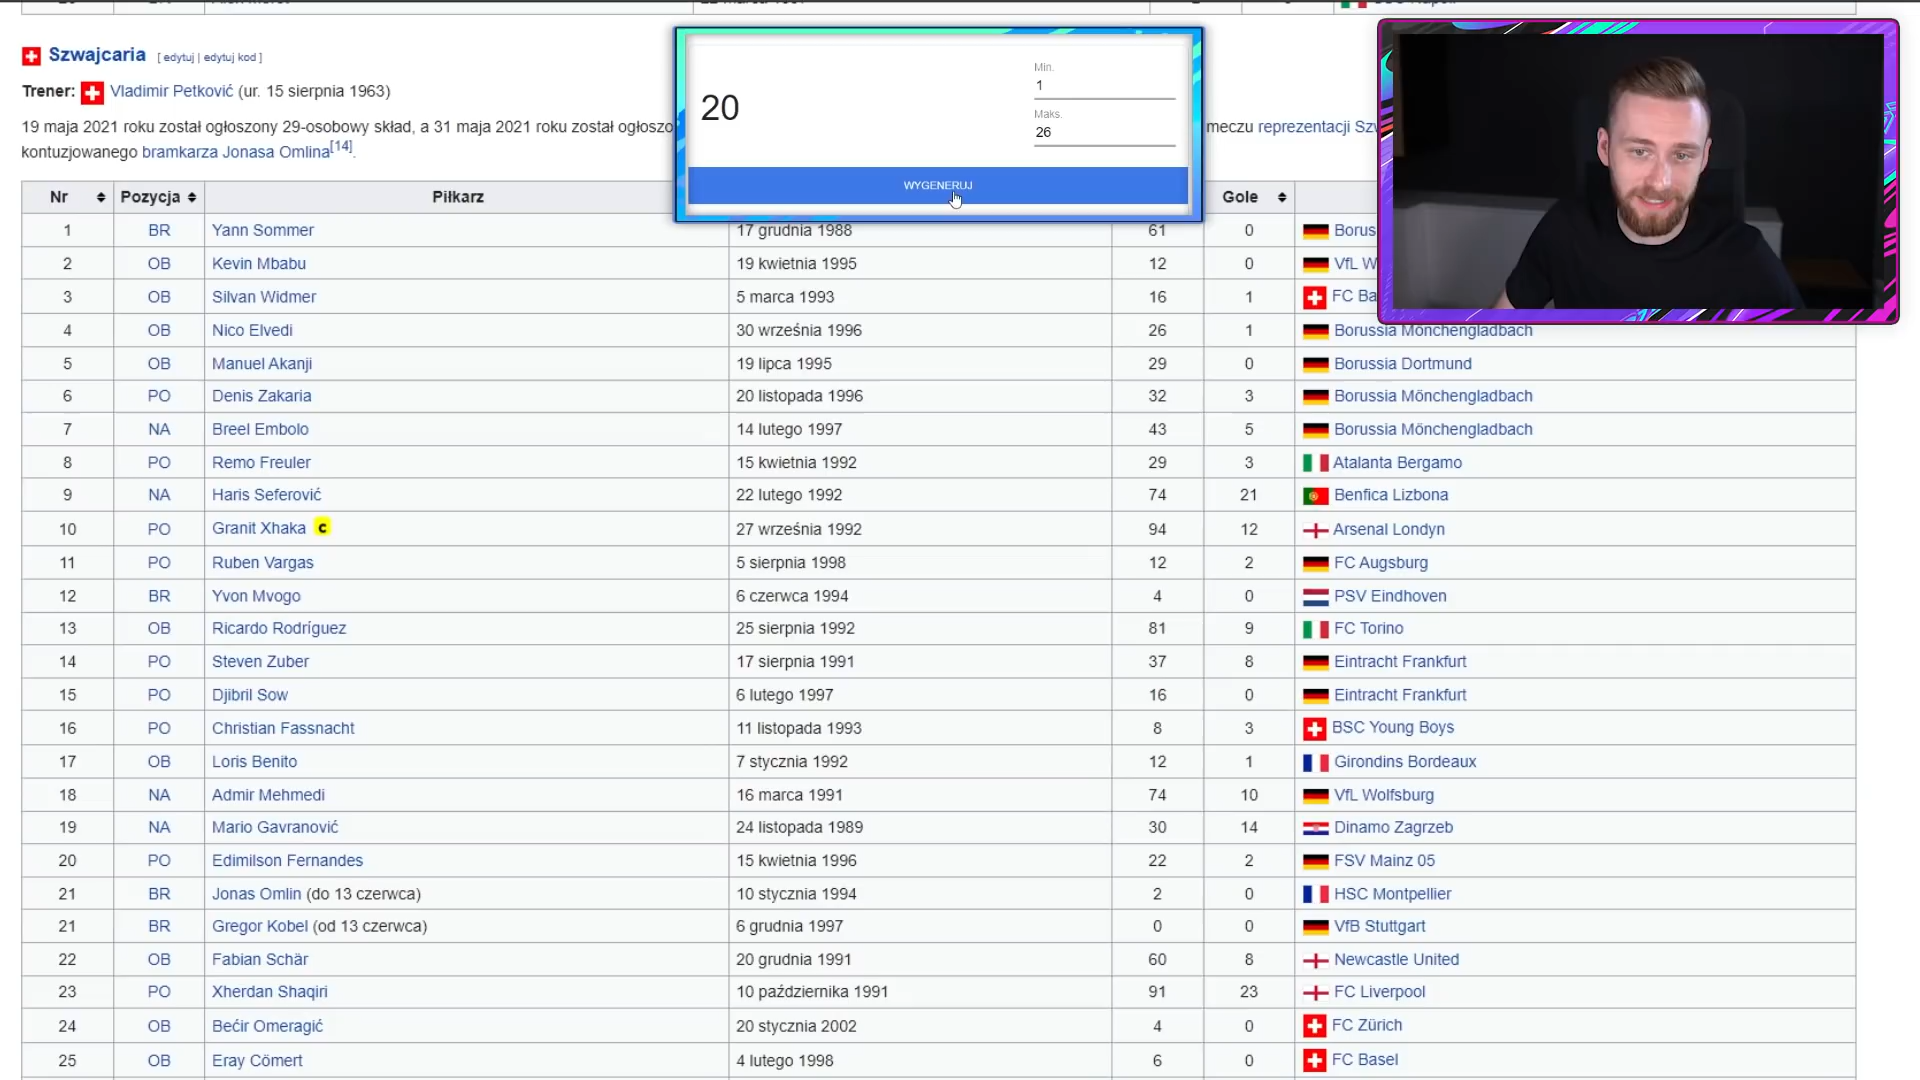 Szwajcaria [ edytuj | edytuj kod ]
Trener: Vladimir Petković (ur. 15 sierpnia 1963)
19 maja 2021 roku został ogłoszony 29-osobowy skład, a 31 maja 2021 roku został ogłoszo
meczu reprezentacji Szw
kontuzjowanego bramkarza Jonasa Omlina[14].
20
Min.
1
Maks.
26
WYGENERUJ
Nr Pozycja Piłkarz Gole
1 BR Yann Sommer 17 grudnia 1988 61 0 Borus
2 OB Kevin Mbabu 19 kwietnia 1995 12 0 VfL W
3 OB Silvan Widmer 5 marca 1993 16 1 FC Ba
4 OB Nico Elvedi 30 września 1996 26 1 Borussia Mönchengladbach
5 OB Manuel Akanji 19 lipca 1995 29 0 Borussia Dortmund
6 PO Denis Zakaria 20 listopada 1996 32 3 Borussia Mönchengladbach
7 NA Breel Embolo 14 lutego 1997 43 5 Borussia Mönchengladbach
8 PO Remo Freuler 15 kwietnia 1992 29 3 Atalanta Bergamo
9 NA Haris Seferović 22 lutego 1992 74 21 Benfica Lizbona
10 PO Granit Xhaka c 27 września 1992 94 12 Arsenal Londyn
11 PO Ruben Vargas 5 sierpnia 1998 12 2 FC Augsburg
12 BR Yvon Mvogo 6 czerwca 1994 4 0 PSV Eindhoven
13 OB Ricardo Rodríguez 25 sierpnia 1992 81 9 FC Torino
14 PO Steven Zuber 17 sierpnia 1991 37 8 Eintracht Frankfurt
15 PO Djibril Sow 6 lutego 1997 16 0 Eintracht Frankfurt
16 PO Christian Fassnacht 11 listopada 1993 8 3 BSC Young Boys
17 OB Loris Benito 7 stycznia 1992 12 1 Girondins Bordeaux
18 NA Admir Mehmedi 16 marca 1991 74 10 VfL Wolfsburg
19 NA Mario Gavranović 24 listopada 1989 30 14 Dinamo Zagrzeb
20 PO Edimilson Fernandes 15 kwietnia 1996 22 2 FSV Mainz 05
21 BR Jonas Omlin (do 13 czerwca) 10 stycznia 1994 2 0 HSC Montpellier
21 BR Gregor Kobel (od 13 czerwca) 6 grudnia 1997 0 0 VfB Stuttgart
22 OB Fabian Schär 20 grudnia 1991 60 8 Newcastle United
23 PO Xherdan Shaqiri 10 października 1991 91 23 FC Liverpool
24 OB Bećir Omeragić 20 stycznia 2002 4 0 FC Zürich
25 OB Eray Cömert 4 lutego 1998 6 0 FC Basel